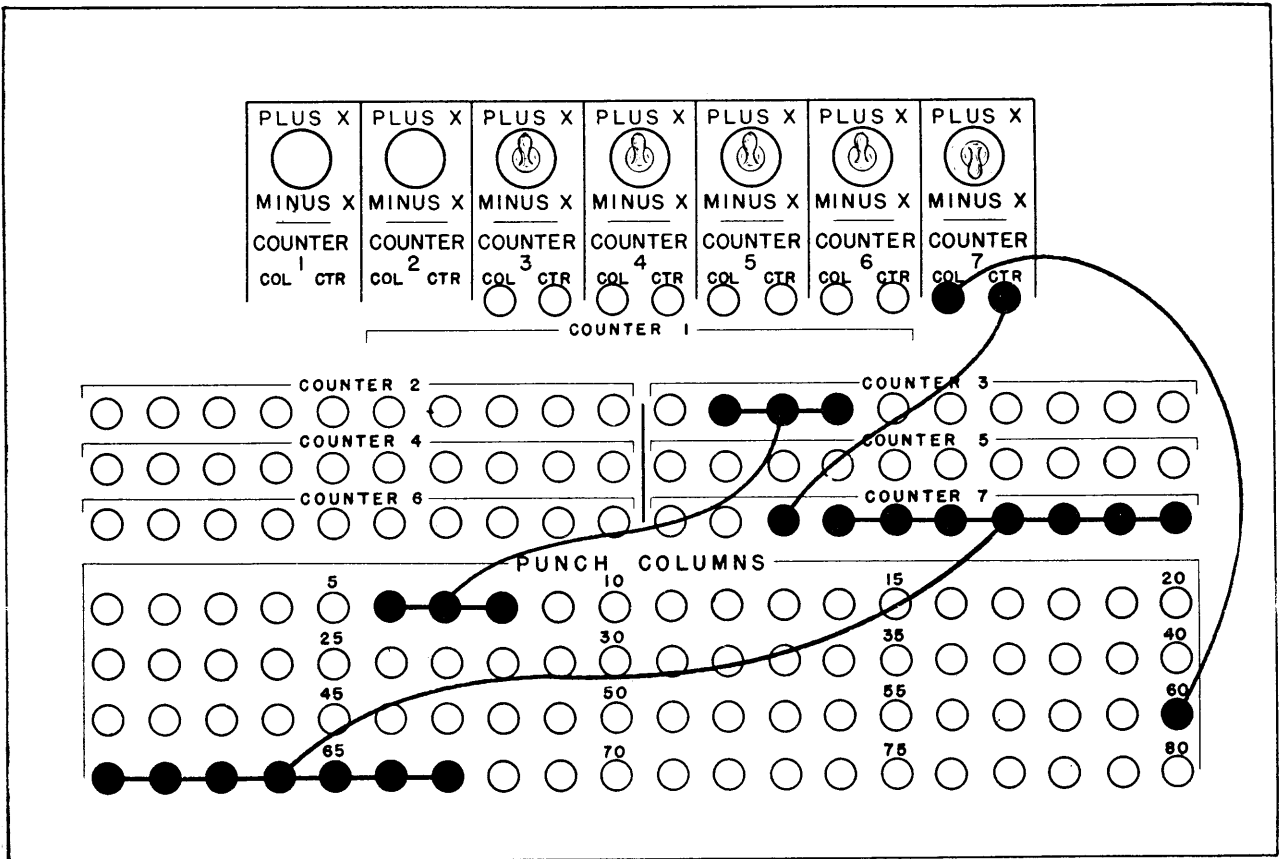 PLUS X PLUS X PLUS X PLUS X PLUS X PLUS X PLUS X
MINUS X MINUS X MINUS X MINUS X MINUS X MINUS X MINUS X
COUNTER COUNTER COUNTER COUNTER COUNTER COUNTER COUNTER
1 2 3 4 5 6 7
COL CTR COL CTR COL CTR COL CTR COL CTR COL CTR COL CTR
COUNTER 1
COUNTER 2 COUNTER 3
COUNTER 4 COUNTER 5
COUNTER 6 COUNTER 7
PUNCH COLUMNS
5 10 15 20
25 30 35 40
45 50 55 60
65 70 75 80